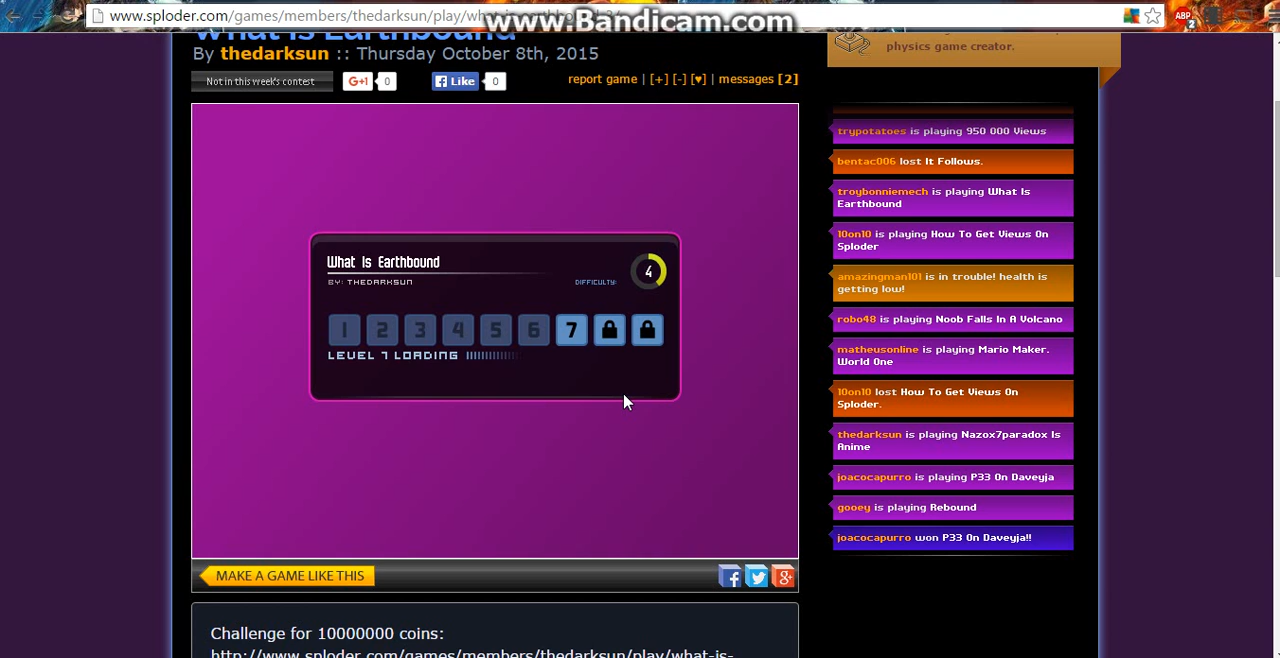 www.sploder.com/games/members/thedarksun/play/
www.Bandicam.com
ABP
2
What Is Earthbound
By thedarksun :: Thursday October 8th, 2015
Not in this week's contest
G+1 0
Like 0
report game | [+] [-] [♥] | messages [2]
physics game creator.
What Is Earthbound
BY: THEDARKSUN
DIFFICULTY:
4
1 2 3 4 5 6 7
LEVEL 7 LOADING
MAKE A GAME LIKE THIS
Challenge for 10000000 coins:
http://www.sploder.com/games/members/thedarksun/play/what-is-
trypotatoes is playing 950 000 Views
bentac006 lost It Follows.
troybonniemech is playing What Is
Earthbound
10on10 is playing How To Get Views On
Sploder
amazingman101 is in trouble! health is
getting low!
robo48 is playing Noob Falls In A Volcano
matheusonline is playing Mario Maker.
World One
10on10 lost How To Get Views On
Sploder.
thedarksun is playing Nazox7paradox Is
Anime
joacocapurro is playing P33 On Daveyja
gooey is playing Rebound
joacocapurro won P33 On Daveyja!!